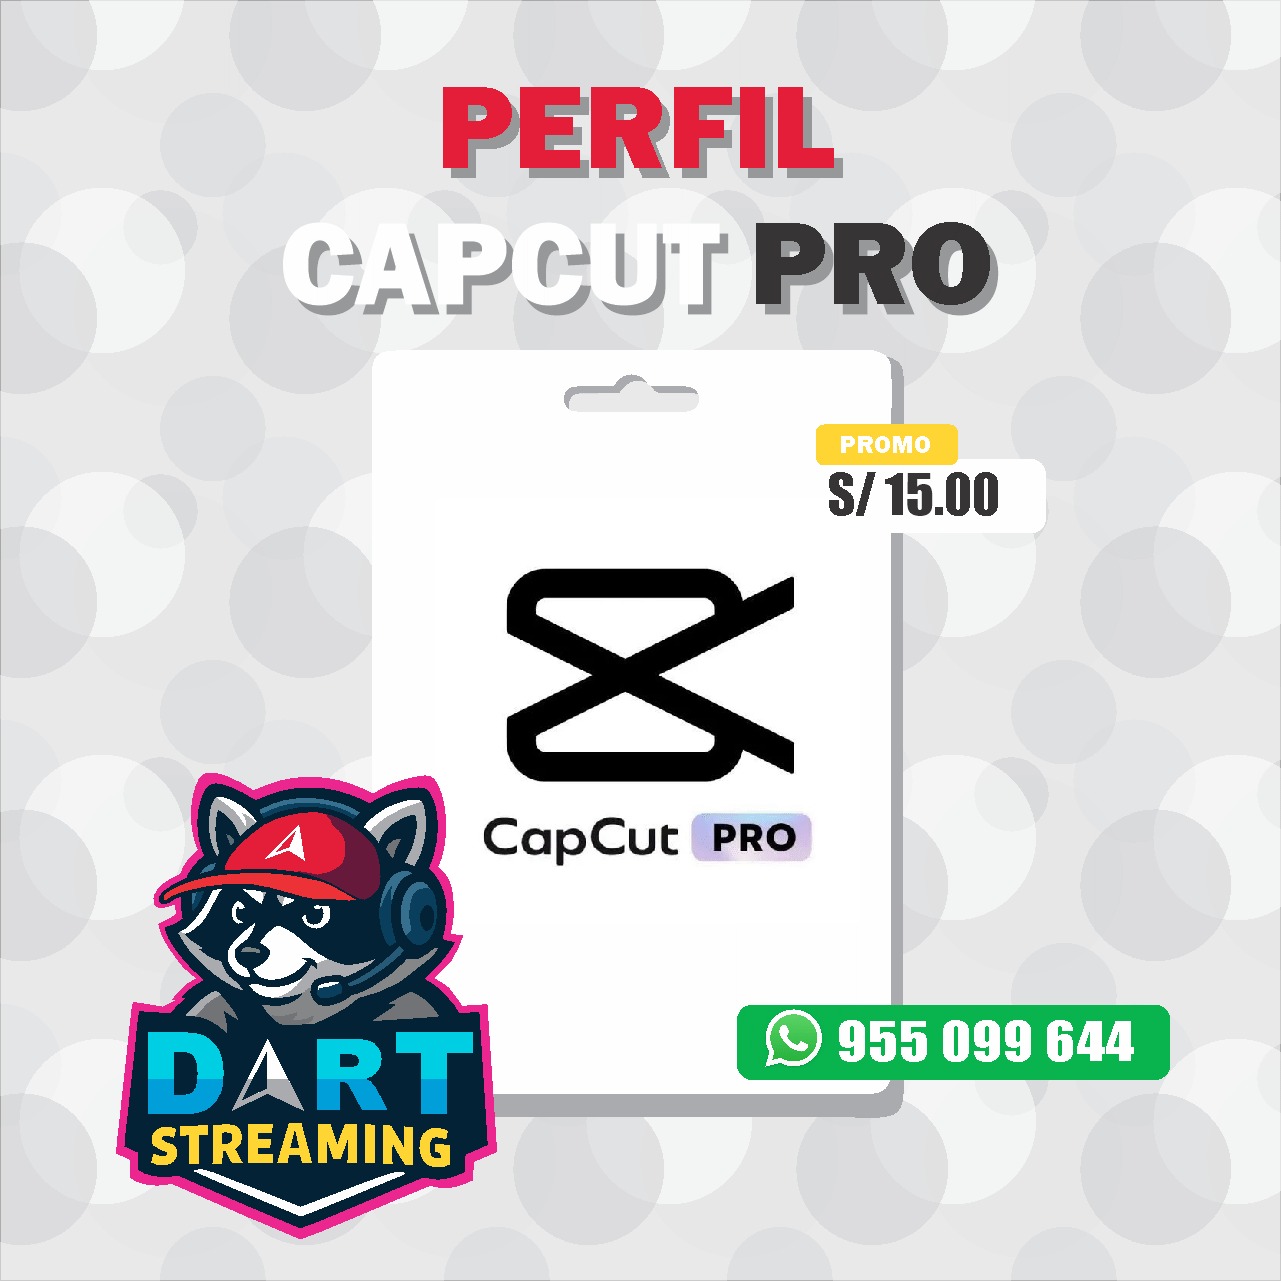 PERFIL
CAPCUT PRO
PROMO
S/ 15.00
CapCut PRO
955 099 644
DART
STREAMING